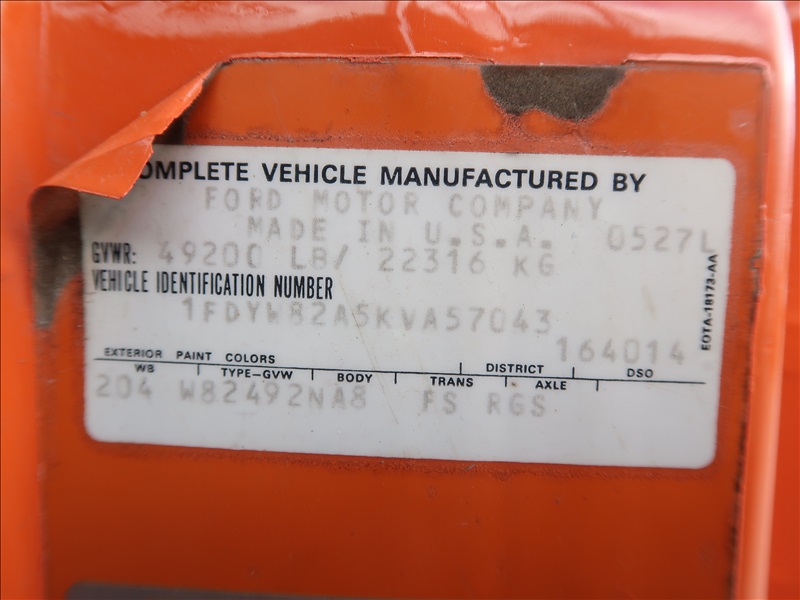 OMPLETE VEHICLE MANUFACTURED BY
FORD MOTOR COMPANY
MADE IN U.S.A. 0527L
GVWR: 49200 LB/ 22316 KG
VEHICLE IDENTIFICATION NUMBER
1FDYW82A5KVA57043
164014
EXTERIOR PAINT COLORS DISTRICT DSO
WB TYPE-GVW BODY TRANS AXLE
204 W82492NA8 FS RGS
EOTA-18173-AA